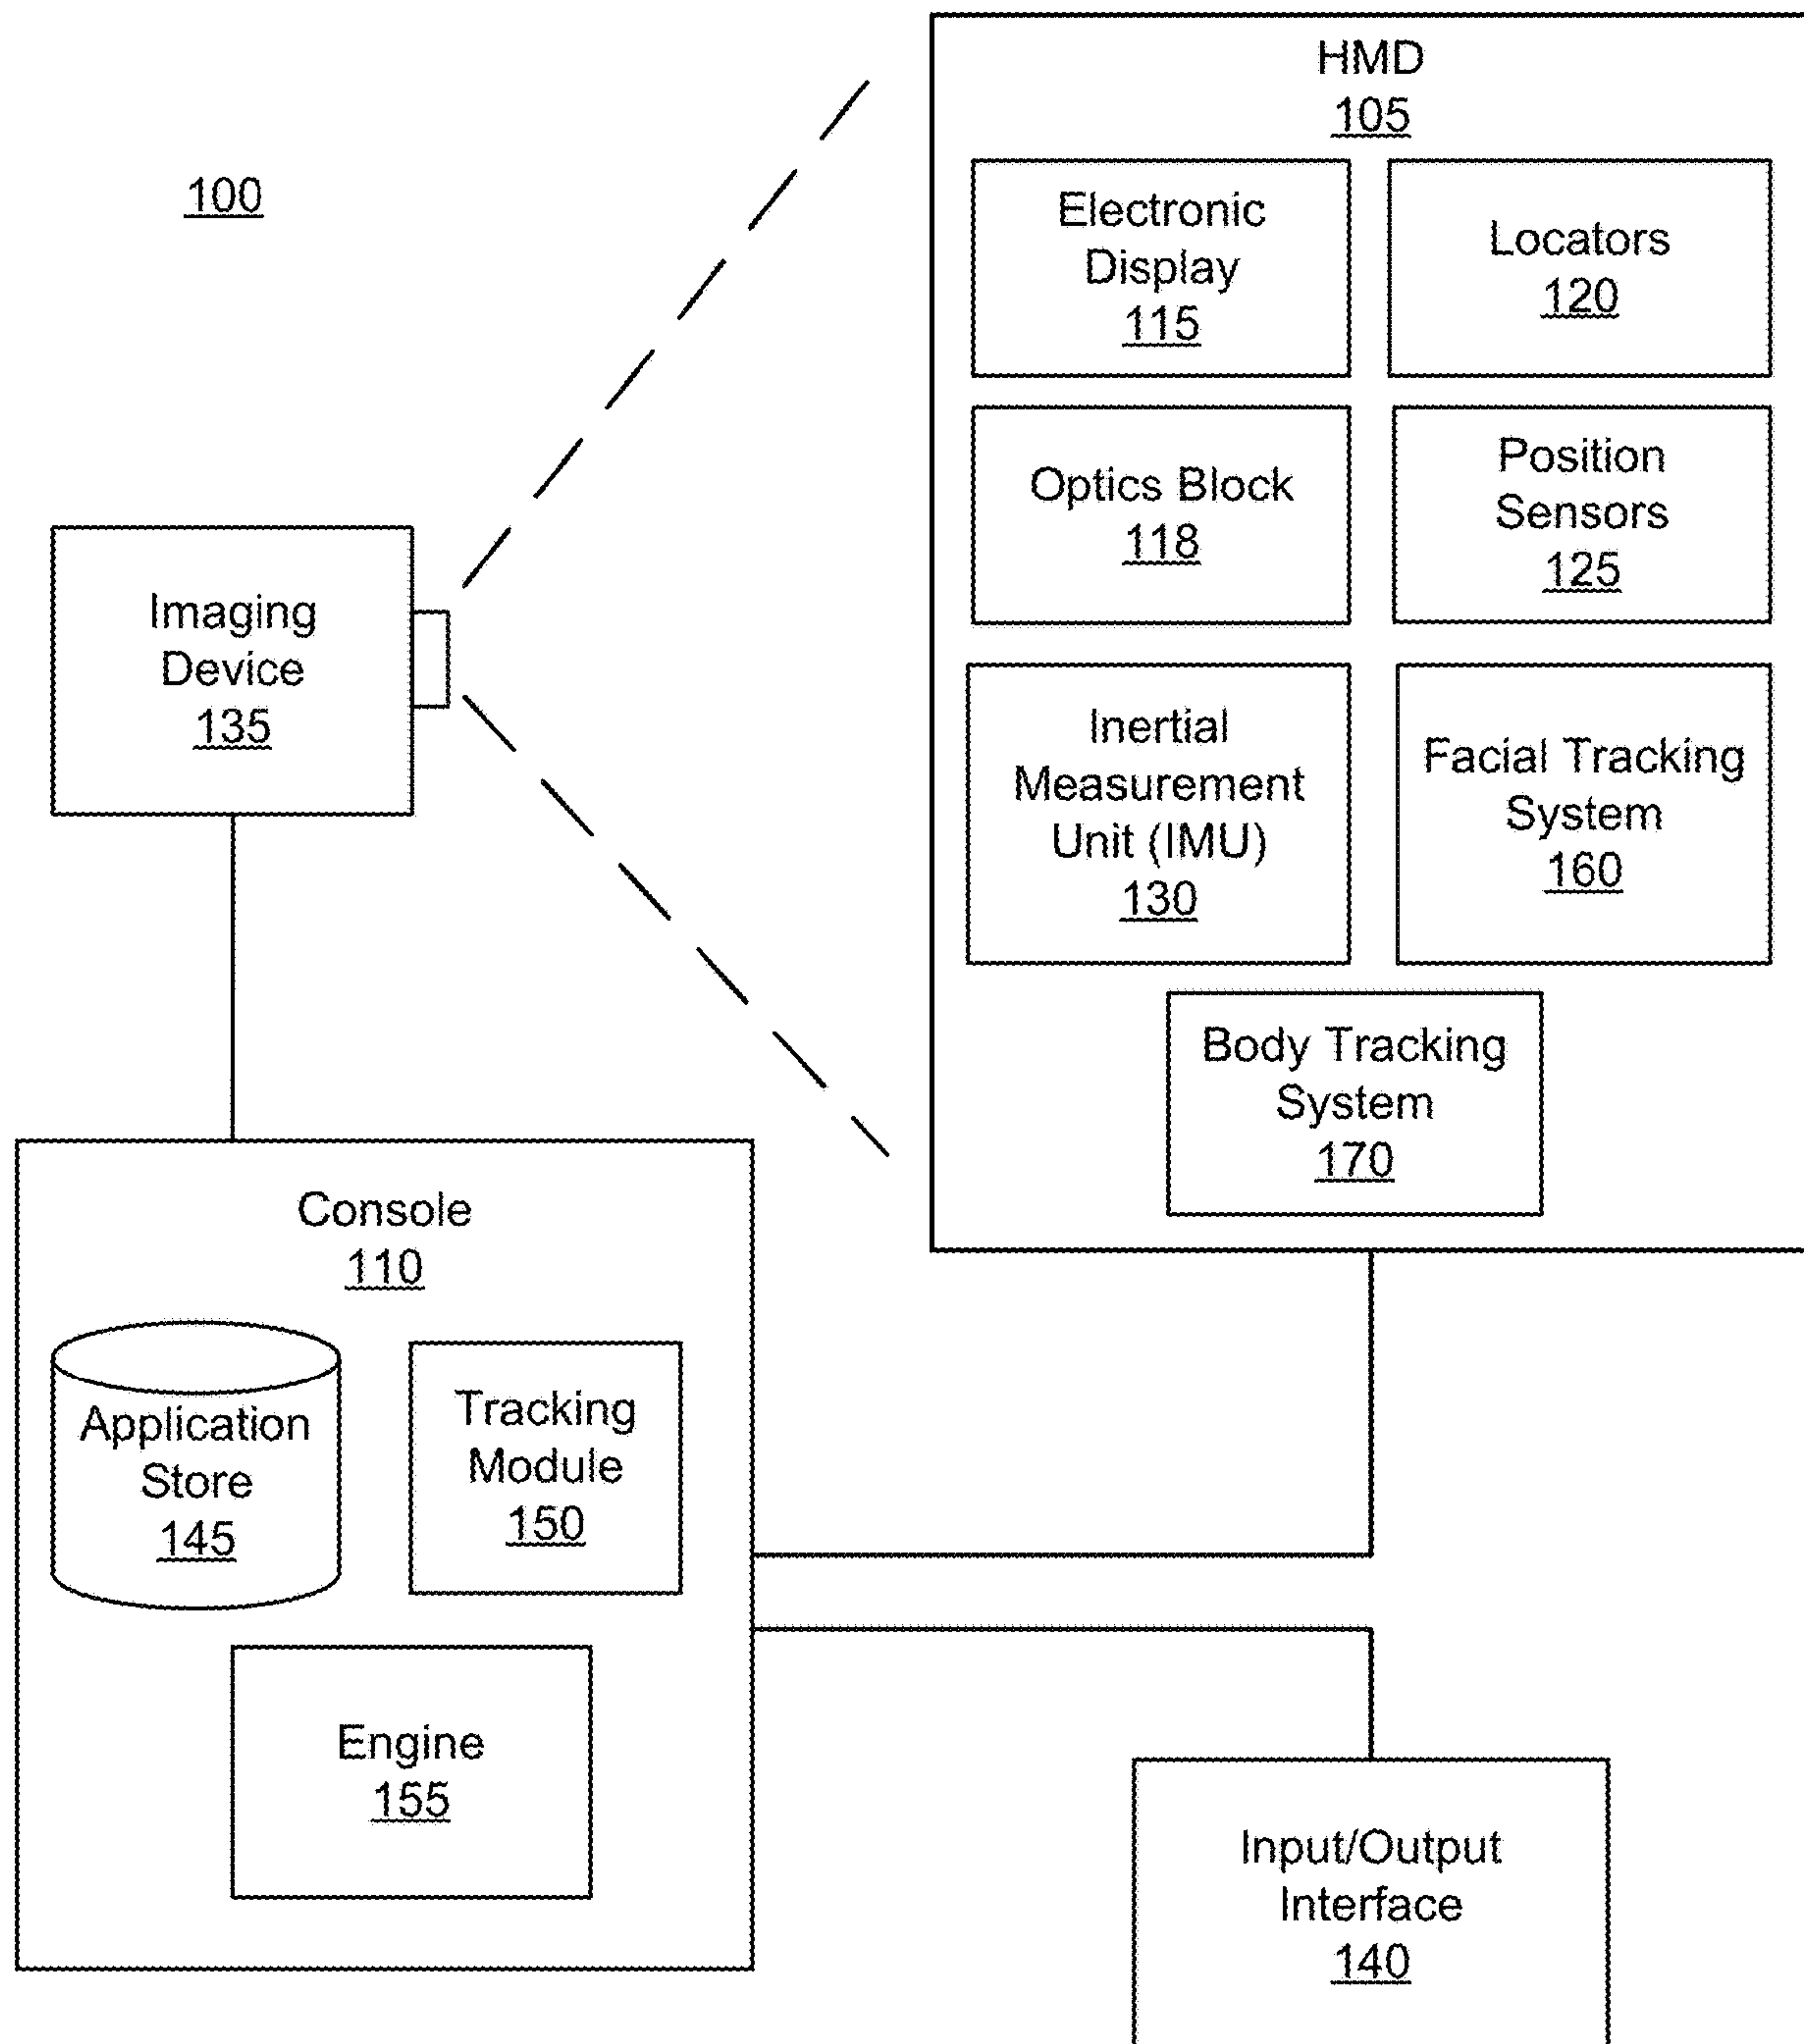 100
HMD
105
Electronic
Display
115
Locators
120
Optics Block
118
Position
Sensors
125
Imaging
Device
135
Inertial
Measurement
Unit (IMU)
130
Facial Tracking
System
160
Body Tracking
System
170
Console
110
Application
Store
145
Tracking
Module
150
Engine
155
Input/Output
Interface
140